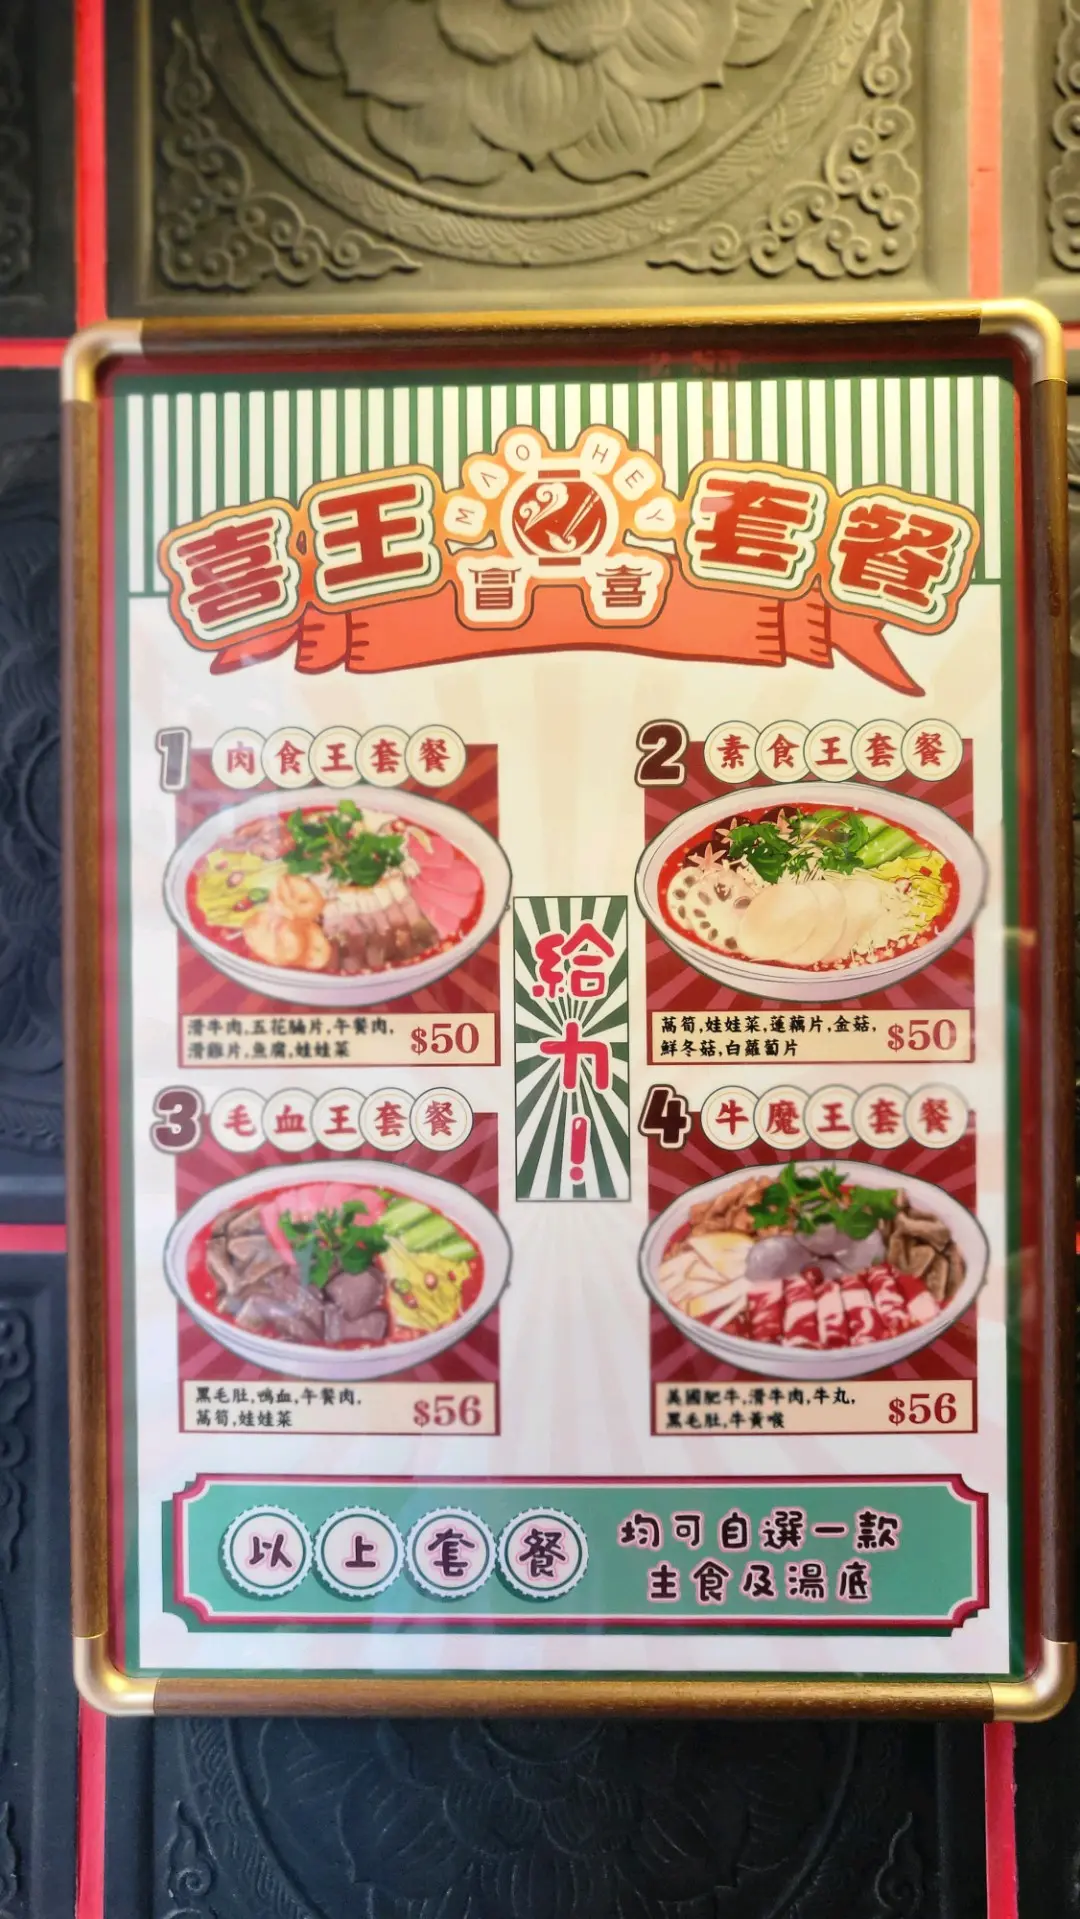 喜王套餐
MAO HEY
冒喜
1 肉食王套餐
滑牛肉,五花腩片,午餐肉,
滑雞片,魚腐,娃娃菜
$50
2 素食王套餐
萵筍,娃娃菜,蓮藕片,金菇,
鮮冬菇,白蘿蔔片
$50
給力!
3 毛血王套餐
黑毛肚,鴨血,午餐肉,
萵筍,娃娃菜
$56
4 牛魔王套餐
美國肥牛,滑牛肉,牛丸,
黑毛肚,牛黃喉
$56
以上套餐
均可自選一款
主食及湯底